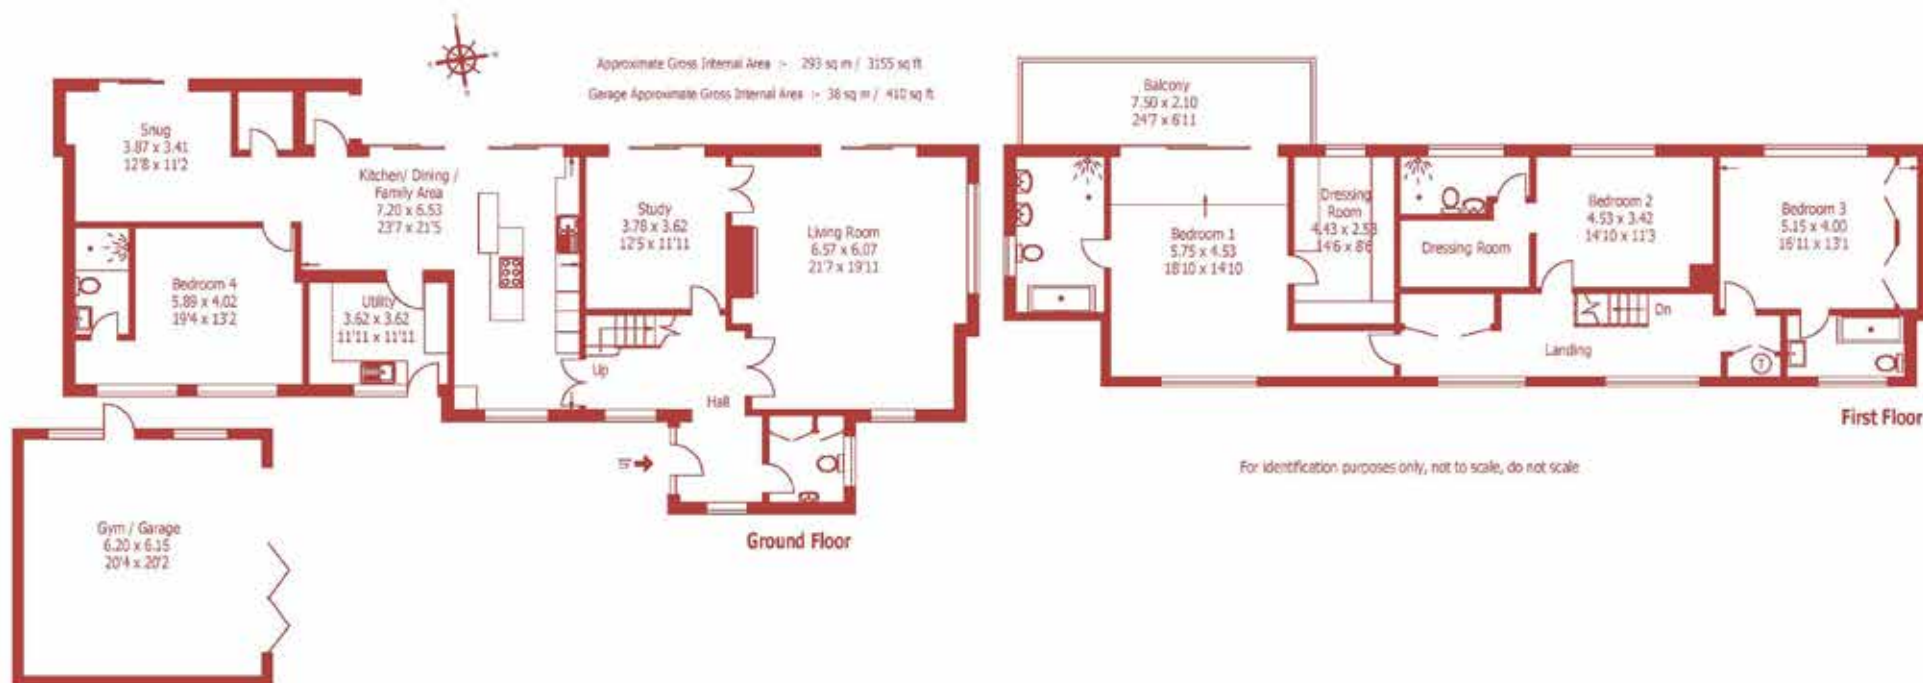 Approximate Gross Internal Area :- 293 sq m / 3155 sq ft
Garage Approximate Gross Internal Area :- 38 sq m / 410 sq ft
Snug
3.87 x 3.41
12'8 x 11'2
Kitchen/ Dining /
Family Area
7.20 x 6.53
23'7 x 21'5
Study
3.78 x 3.62
12'5 x 11'11
Living Room
6.57 x 6.07
21'7 x 19'11
Bedroom 4
5.89 x 4.02
19'4 x 13'2
Utility
3.62 x 3.62
11'11 x 11'11
Up
Hall
Gym / Garage
6.20 x 6.15
20'4 x 20'2
Ground Floor
Balcony
7.50 x 2.10
24'7 x 6'11
Bedroom 1
5.75 x 4.53
18'10 x 14'10
Dressing
Room
4.43 x 2.58
14'6 x 8'6
Dressing Room
Bedroom 2
4.53 x 3.42
14'10 x 11'3
Bedroom 3
5.15 x 4.00
16'11 x 13'1
Dn
Landing
T
First Floor
For identification purposes only, not to scale, do not scale